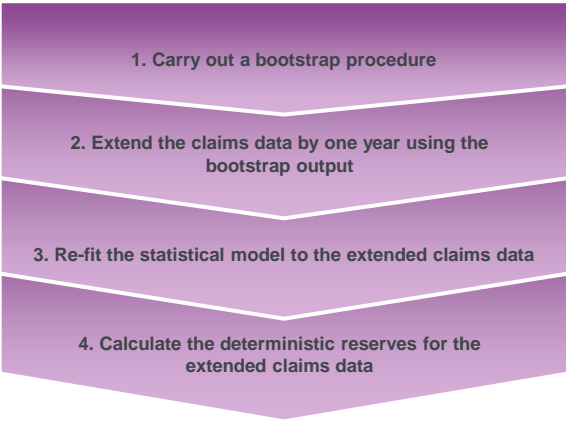 1. Carry out a bootstrap procedure
2. Extend the claims data by one year using the
bootstrap output
3. Re-fit the statistical model to the extended claims data
4. Calculate the deterministic reserves for the
extended claims data